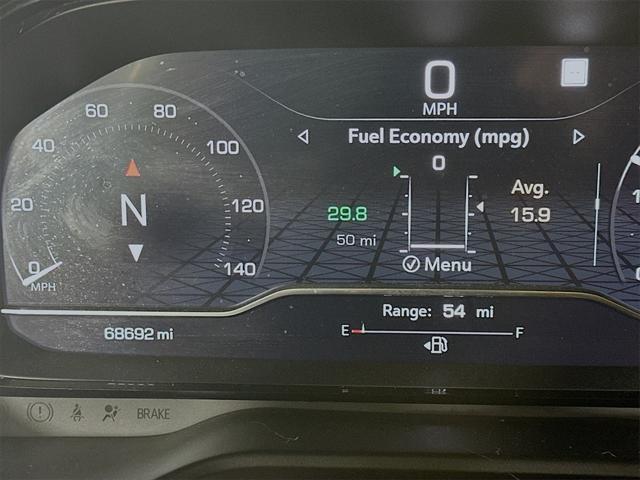 0
MPH
Fuel Economy (mpg)
0
Avg.
29.8
15.9
50 mi
Menu
0 20 40 60 80 100 120 140
MPH
N
Range: 54 mi
68692 mi
E F
BRAKE